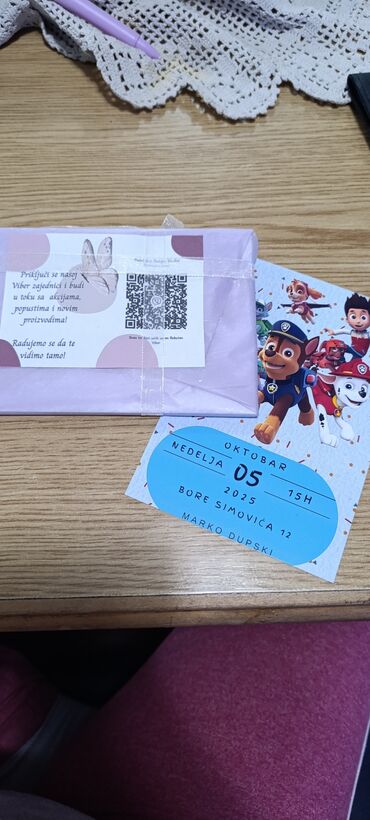 Priključi se našoj
Viber zajednici i budi
u toku sa akcijama,
popustima i novim
proizvodima!
Radujemo se da te
vidimo tamo!
OKTOBAR
NEDELJA 05 15H
2025
BORE SIMOVIĆA 12
MARKO DUPSKI